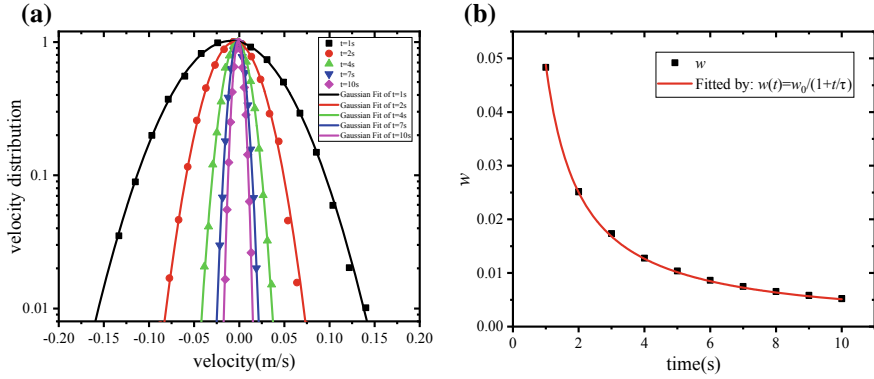 (a)
1
0.1
0.01
velocity distribution
-0.20
-0.15
-0.10
-0.05
0.00
0.05
0.10
0.15
0.20
velocity(m/s)
t=1s
t=2s
t=4s
t=7s
t=10s
Gaussian Fit of t=1s
Gaussian Fit of t=2s
Gaussian Fit of t=4s
Gaussian Fit of t=7s
Gaussian Fit of t=10s
(b)
0.05
0.04
0.03
0.02
0.01
0.00
w
0
2
4
6
8
10
time(s)
w
Fitted by: w(t)=w₀/(1+t/τ)